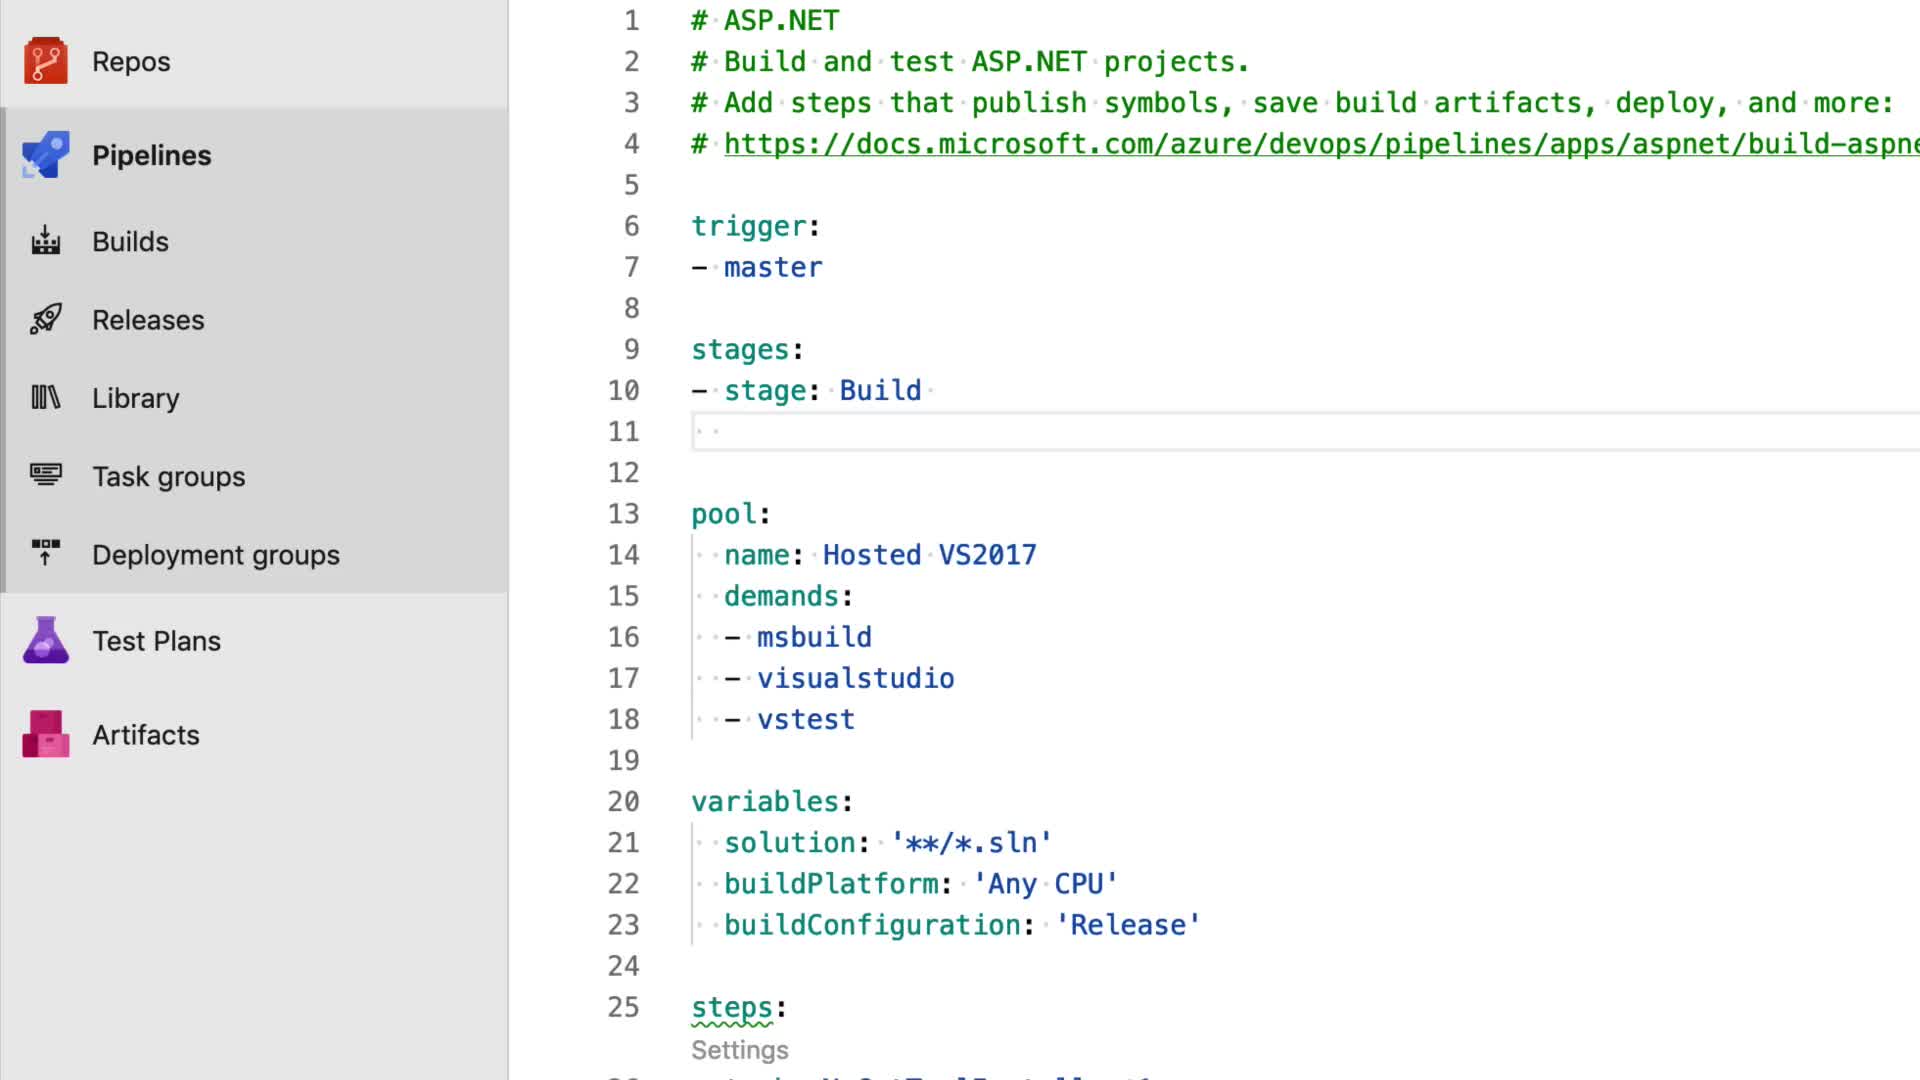 Repos
Pipelines
Builds
Releases
Library
Task groups
Deployment groups
Test Plans
Artifacts
1 # ASP.NET
2 # Build and test ASP.NET projects.
3 # Add steps that publish symbols, save build artifacts, deploy, and more:
4 # https://docs.microsoft.com/azure/devops/pipelines/apps/aspnet/build-aspne
5
6 trigger:
7 - master
8
9 stages:
10 - stage: Build
11
12
13 pool:
14 name: Hosted VS2017
15 demands:
16 - msbuild
17 - visualstudio
18 - vstest
19
20 variables:
21 solution: '**/*.sln'
22 buildPlatform: 'Any CPU'
23 buildConfiguration: 'Release'
24
25 steps:
Settings